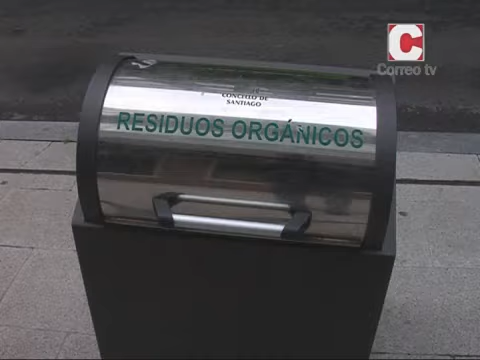 C
Correo tv
CONCELLO DE
SANTIAGO
RESIDUOS ORGÁNICOS